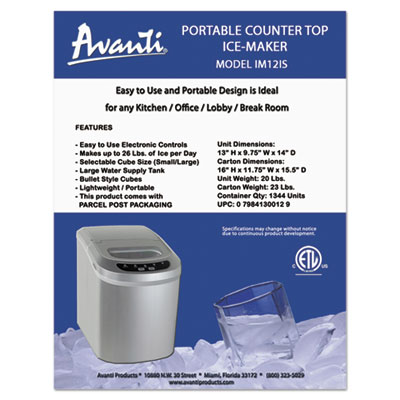 Avanti
PORTABLE COUNTER TOP
ICE-MAKER
MODEL IM12IS
Easy to Use and Portable Design is Ideal
for any Kitchen / Office / Lobby / Break Room
FEATURES
- Easy to Use Electronic Controls
- Makes up to 26 Lbs. of Ice per Day
- Selectable Cube Size (Small/Large)
- Large Water Supply Tank
- Bullet Style Cubes
- Lightweight / Portable
- This product comes with
PARCEL POST PACKAGING
Unit Dimensions:
13" H x 9.75" W x 14" D
Carton Dimensions:
16" H x 11.75" W x 15.5" D
Unit Weight: 20 Lbs.
Carton Weight: 23 Lbs.
Container Qty: 1344 Units
UPC: 0 7984130012 9
Specifications may change without notice
due to continuous product development.
C ETL US
Avanti Products * 10880 N.W. 30 Street * Miami, Florida 33172 * (800) 323-5029
www.avantiproducts.com